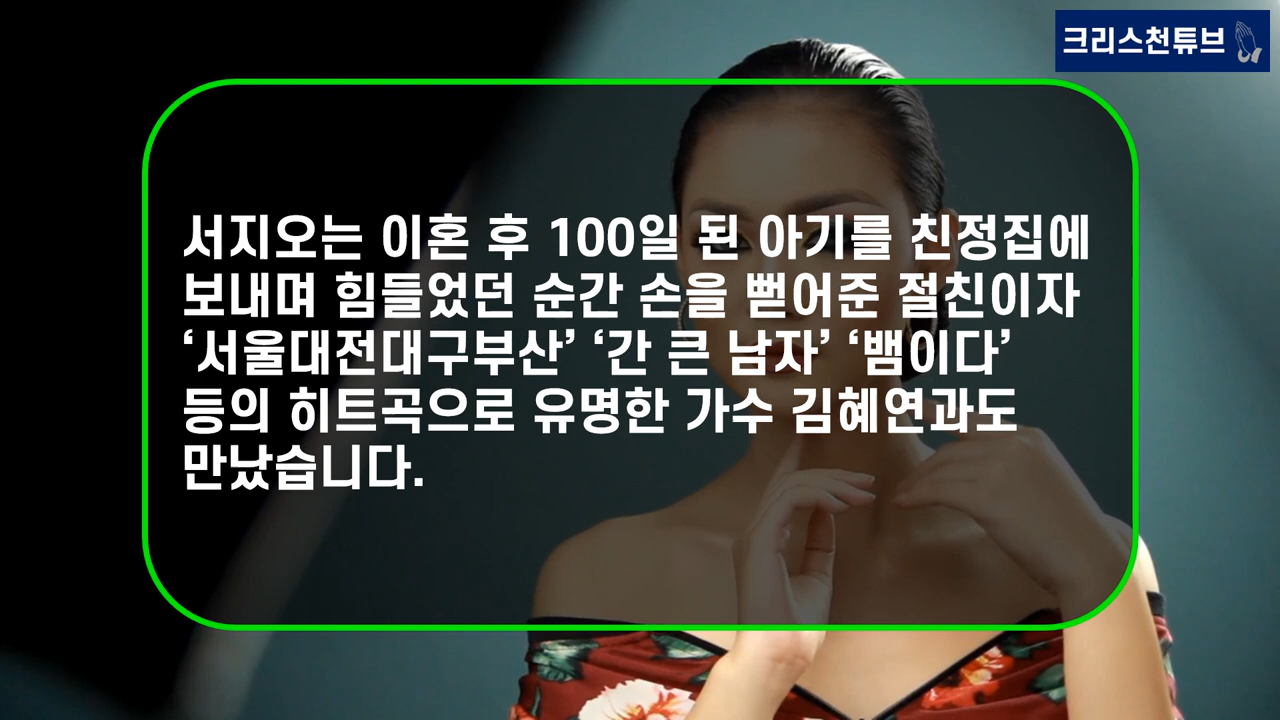 크리스천튜브
서지오는 이혼 후 100일 된 아기를 친정집에
보내며 힘들었던 순간 손을 뻗어준 절친이자
‘서울대전대구부산’ ‘간 큰 남자’ ‘뱀이다’
등의 히트곡으로 유명한 가수 김혜연과도
만났습니다.